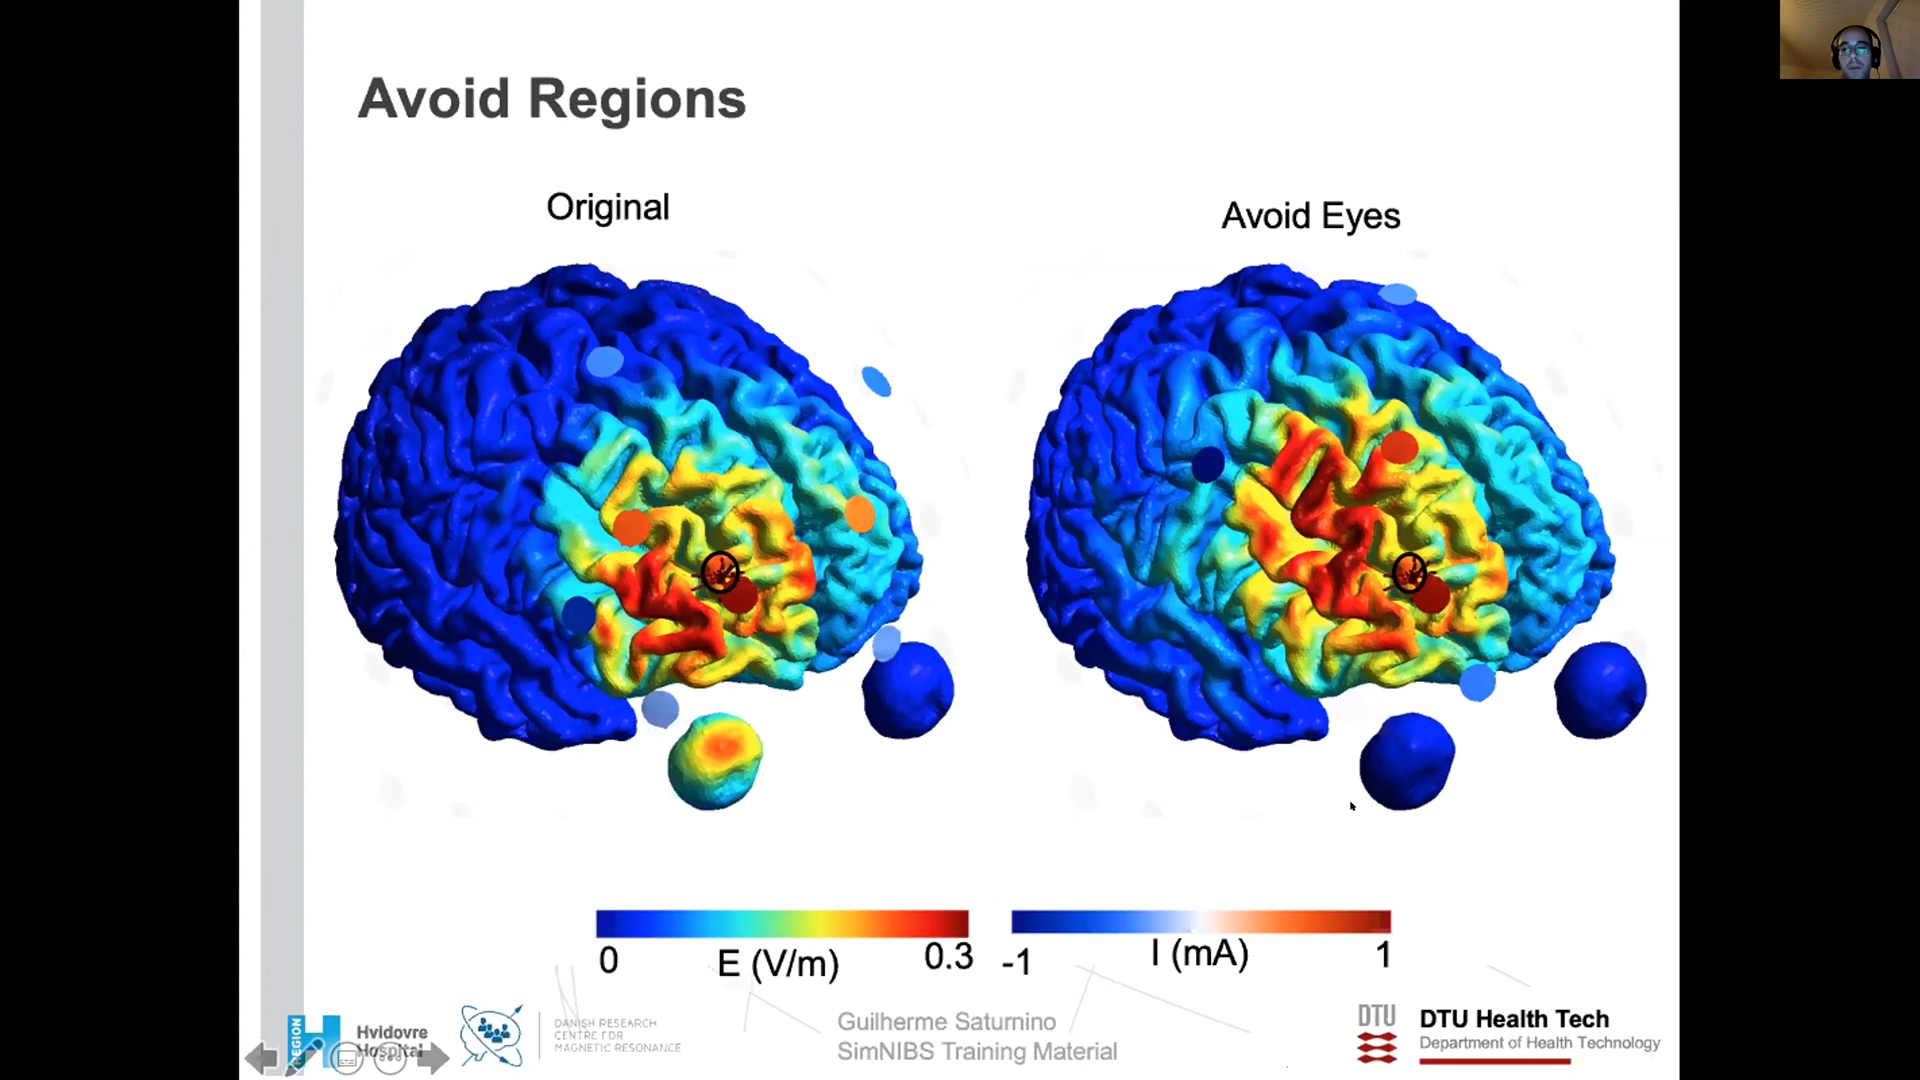 Avoid Regions
Original
Avoid Eyes
0
E (V/m)
0.3
-1
I (mA)
1
REGION
Hvidovre
Hospital
DANISH RESEARCH
CENTRE FOR
MAGNETIC RESONANCE
Guilherme Saturnino
SimNIBS Training Material
DTU
DTU Health Tech
Department of Health Technology